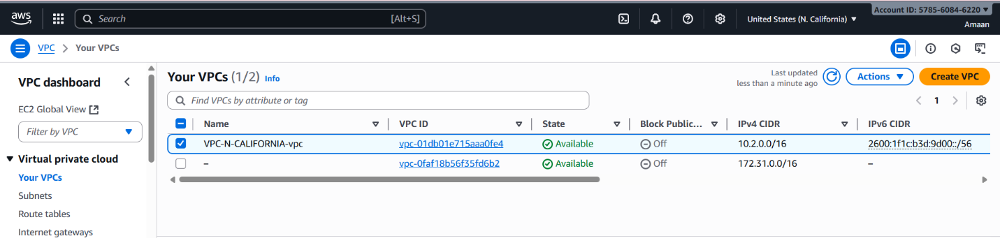 Account ID: 5785-6084-6220
aws Search [Alt+S] United States (N. California) Amaan
VPC Your VPCs
VPC dashboard
EC2 Global View
Filter by VPC
Virtual private cloud
Your VPCs
Subnets
Route tables
Internet gateways
Your VPCs (1/2) Info
Last updated
less than a minute ago
Actions
Create VPC
Find VPCs by attribute or tag
1
Name VPC ID State Block Public... IPv4 CIDR IPv6 CIDR
VPC-N-CALIFORNIA-vpc vpc-01db01e715aaa0fe4 Available Off 10.2.0.0/16 2600:1f1c:b3d:9d00::/56
– vpc-0faf18b56f35fd6b2 Available Off 172.31.0.0/16 –